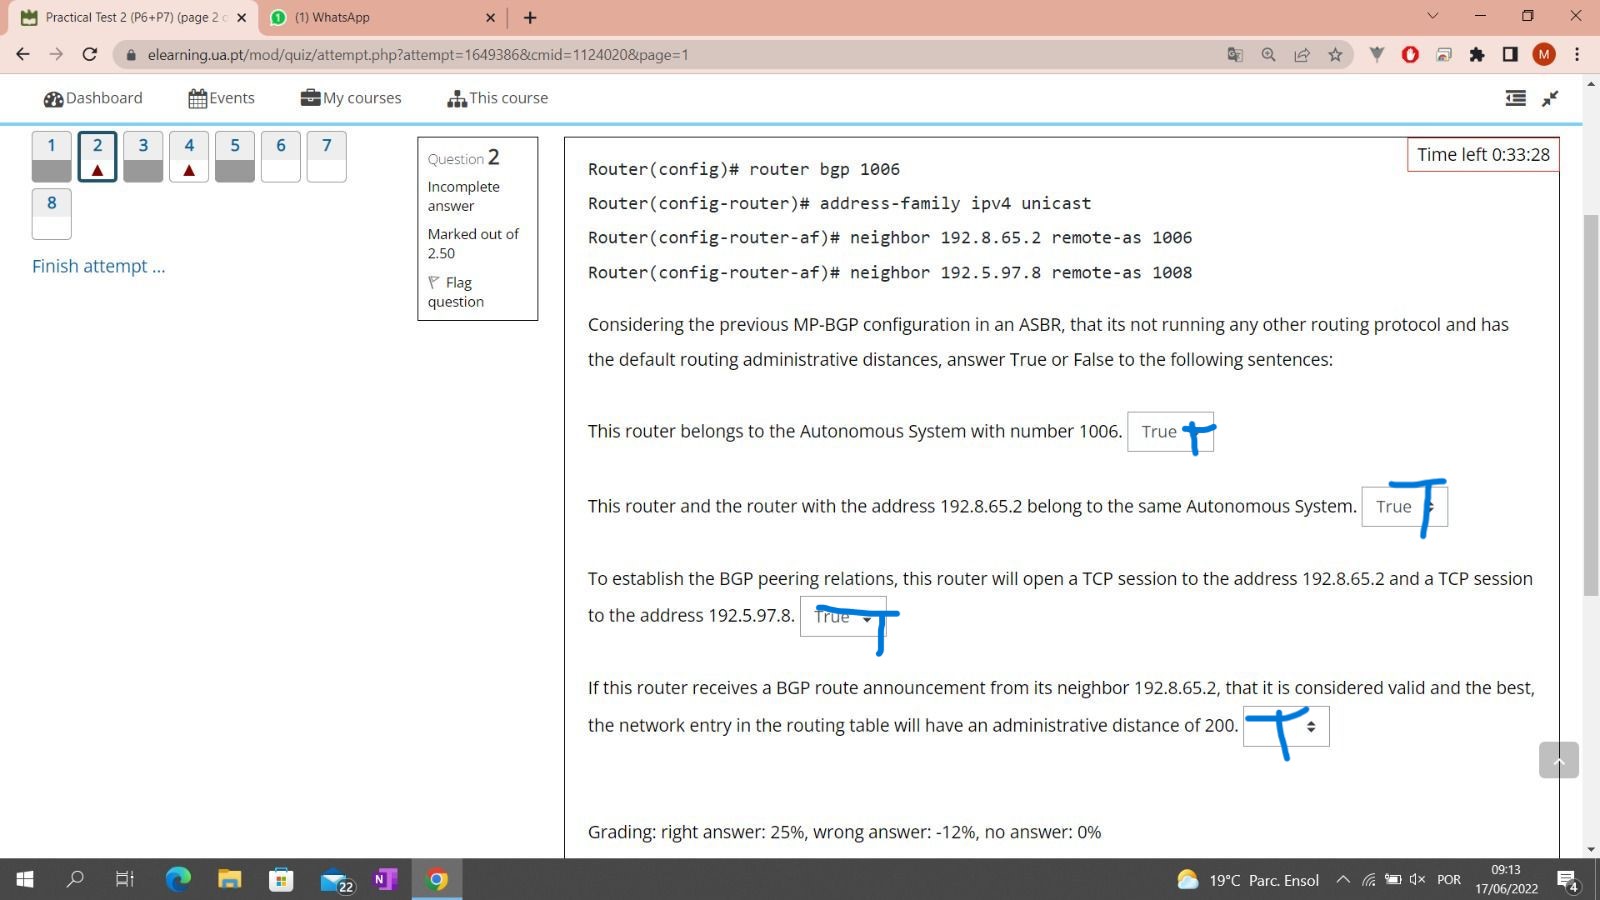 Practical Test 2 (P6+P7) (page 2 o
(1) WhatsApp
elearning.ua.pt/mod/quiz/attempt.php?attempt=1649386&cmid=1124020&page=1
M
Dashboard Events My courses This course
1 2 3 4 5 6 7
8
Finish attempt ...
Question 2
Incomplete
answer
Marked out of
2.50
Flag
question
Time left 0:33:28
Router(config)# router bgp 1006
Router(config-router)# address-family ipv4 unicast
Router(config-router-af)# neighbor 192.8.65.2 remote-as 1006
Router(config-router-af)# neighbor 192.5.97.8 remote-as 1008
Considering the previous MP-BGP configuration in an ASBR, that its not running any other routing protocol and has
the default routing administrative distances, answer True or False to the following sentences:
This router belongs to the Autonomous System with number 1006. True T
This router and the router with the address 192.8.65.2 belong to the same Autonomous System. True T
To establish the BGP peering relations, this router will open a TCP session to the address 192.8.65.2 and a TCP session
to the address 192.5.97.8. True T
If this router receives a BGP route announcement from its neighbor 192.8.65.2, that it is considered valid and the best,
the network entry in the routing table will have an administrative distance of 200. T
Grading: right answer: 25%, wrong answer: -12%, no answer: 0%
22
19°C Parc. Ensol
POR
09:13
17/06/2022
4